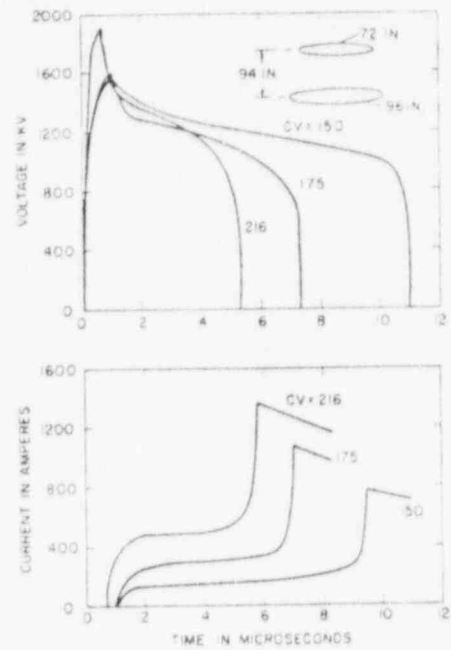 2000
1600
1200
800
400
0
VOLTAGE IN KV
72 IN
94 IN
96 IN
CV = 150
175
216
0 2 4 6 8 10 12
1600
1200
800
400
0
CURRENT IN AMPERES
CV = 216
175
150
0 2 4 6 8 10 12
TIME IN MICROSECONDS